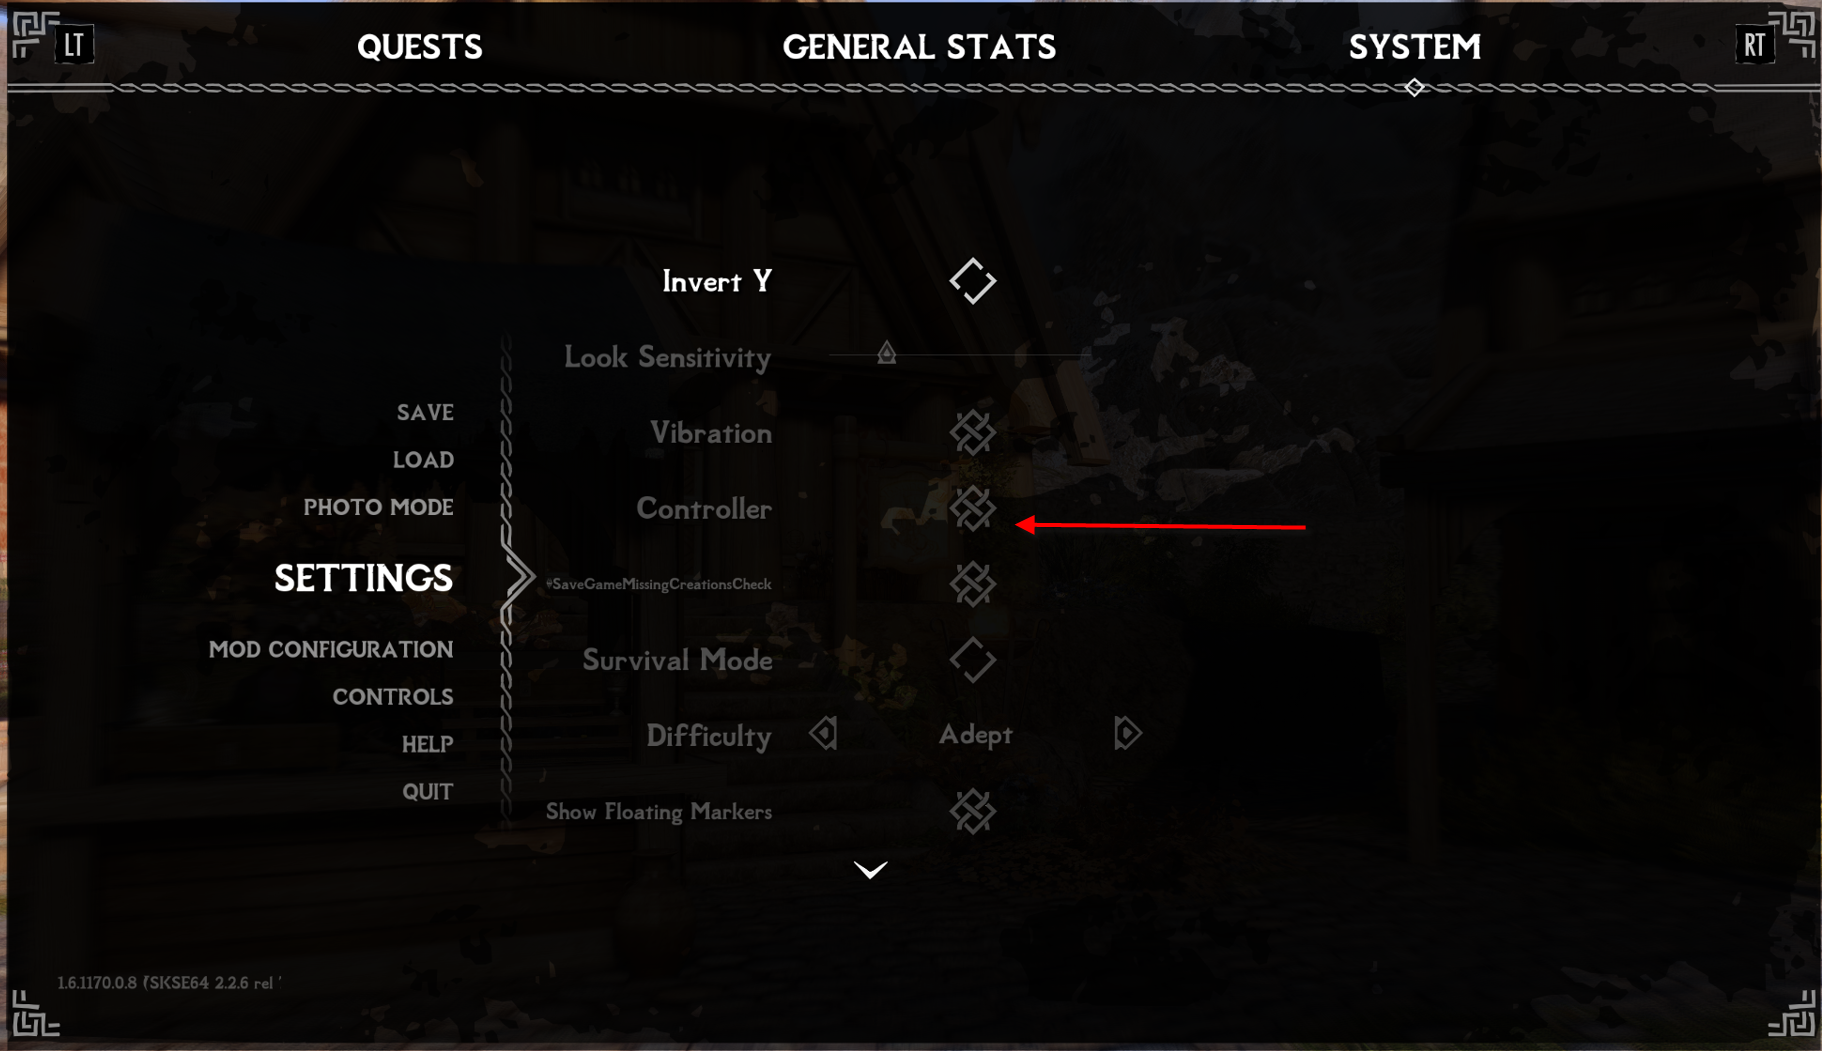 LT
QUESTS
GENERAL STATS
SYSTEM
RT
Invert Y
Look Sensitivity
Vibration
Controller
#SaveGameMissingCreationsCheck
Survival Mode
Difficulty
Adept
Show Floating Markers
SAVE
LOAD
PHOTO MODE
SETTINGS
MOD CONFIGURATION
CONTROLS
HELP
QUIT
1.6.1170.0.8 (SKSE64 2.2.6 rel